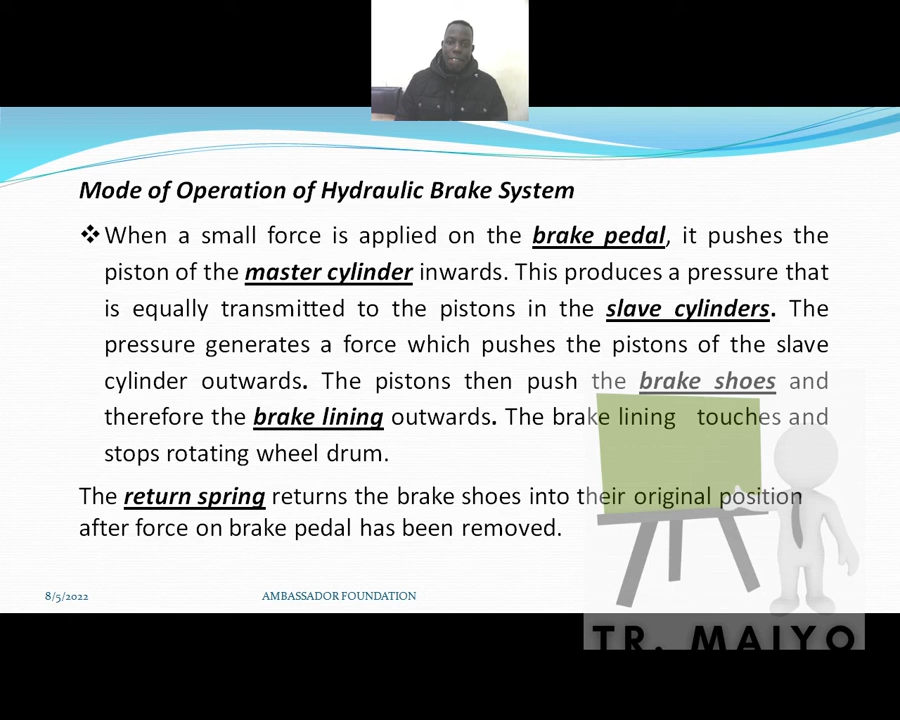 Mode of Operation of Hydraulic Brake System
❖When a small force is applied on the brake pedal, it pushes the
piston of the master cylinder inwards. This produces a pressure that
is equally transmitted to the pistons in the slave cylinders. The
pressure generates a force which pushes the pistons of the slave
cylinder outwards. The pistons then push the brake shoes and
therefore the brake lining outwards. The brake lining touches and
stops rotating wheel drum.
The return spring returns the brake shoes into their original position
after force on brake pedal has been removed.
8/5/2022 AMBASSADOR FOUNDATION
TR. MAIYO